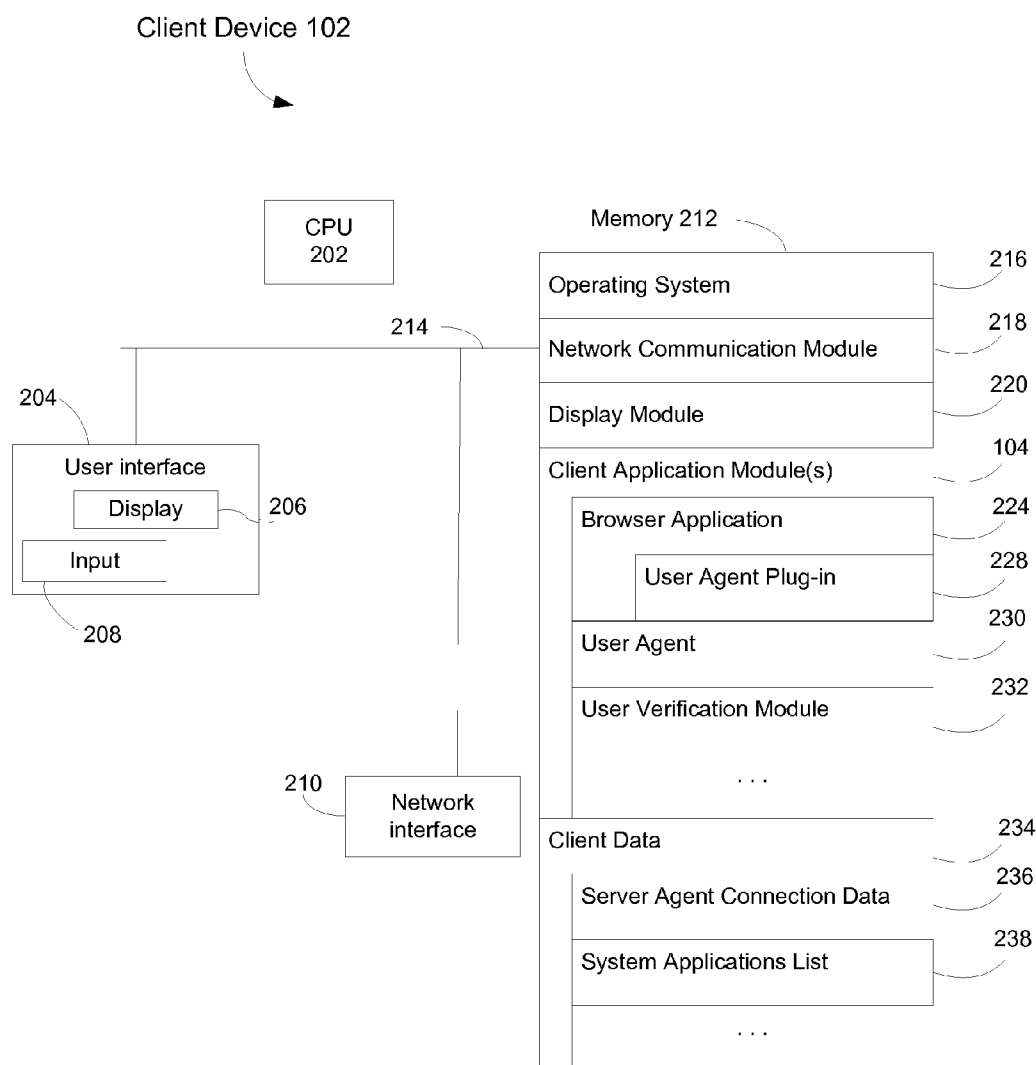 Client Device 102
CPU
202
Memory 212
Operating System
216
214
Network Communication Module
218
204
Display Module
220
User interface
Client Application Module(s)
104
Display
206
Browser Application
224
Input
User Agent Plug-in
228
208
User Agent
230
User Verification Module
232
. . .
210
Network
interface
Client Data
234
Server Agent Connection Data
236
System Applications List
238
. . .